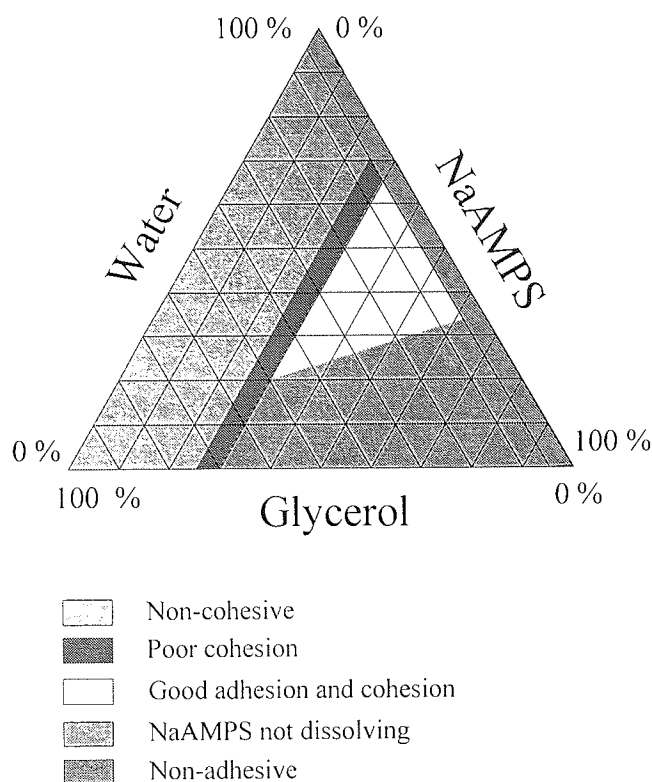 100 % 0 %
Water
NaAMPS
0 % 100 %
100 % 0 %
Glycerol
Non-cohesive
Poor cohesion
Good adhesion and cohesion
NaAMPS not dissolving
Non-adhesive